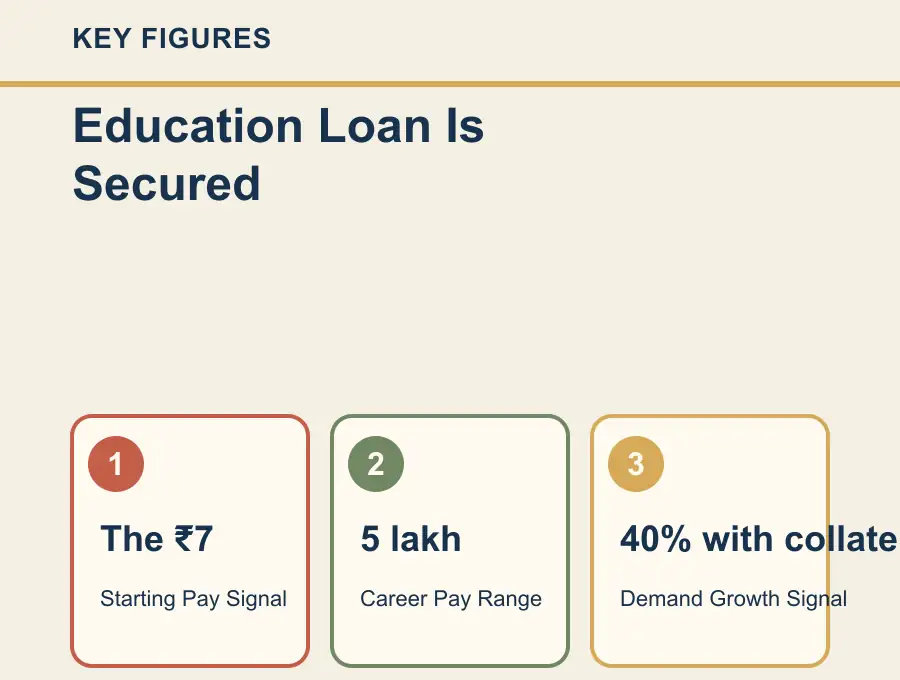 KEY FIGURES
Education Loan Is
Secured
1
2
3
The ₹7
5 lakh
40% with collate
Starting Pay Signal
Career Pay Range
Demand Growth Signal